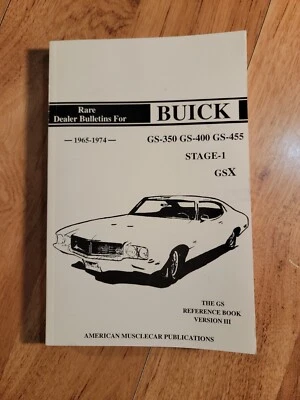 Rare
Dealer Bulletins For
BUICK
—1965-1974—
GS-350 GS-400 GS-455
STAGE-1
GSX
THE GS
REFERENCE BOOK
VERSION III
AMERICAN MUSCLECAR PUBLICATIONS